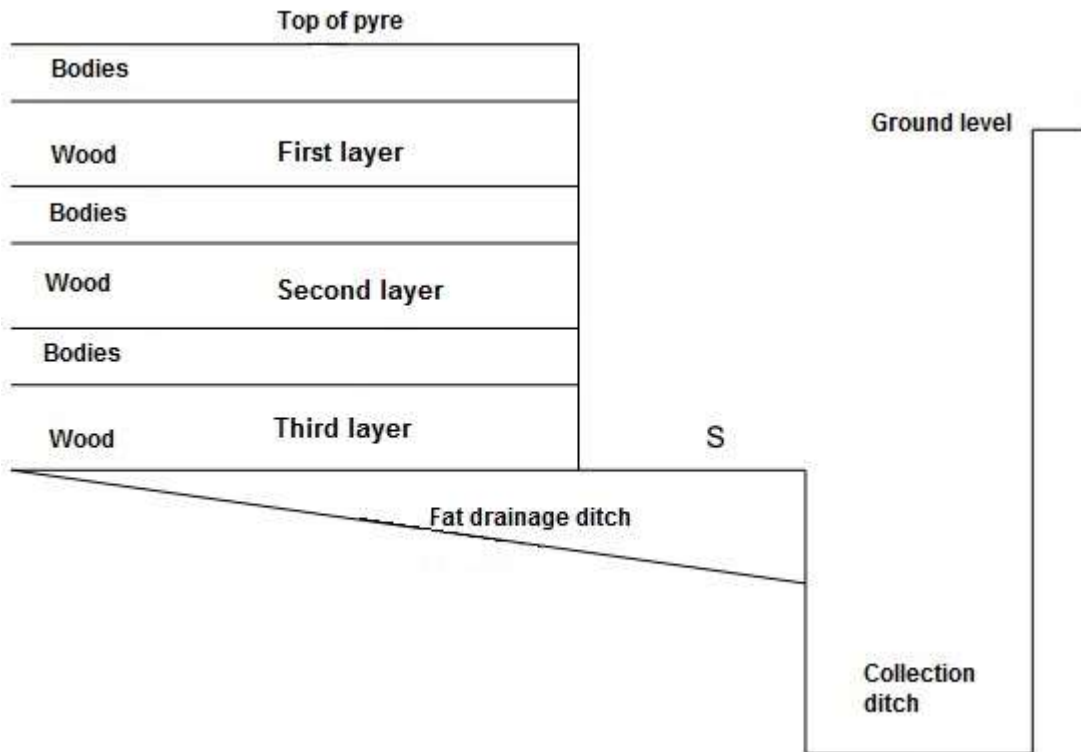 Top of pyre
Bodies
Ground level
Wood
First layer
Bodies
Wood
Second layer
Bodies
Wood
Third layer
S
Fat drainage ditch
Collection
ditch